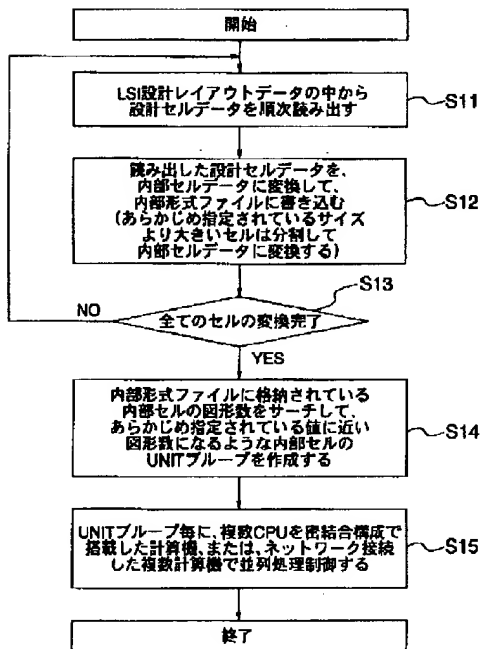 開始
LSI設計レイアウトデータの中から
設計セルデータを順次読み出す
S11
読み出した設計セルデータを、
内部セルデータに変換して、
内部形式ファイルに書き込む
(あらかじめ指定されているサイズ
より大きいセルは分割して
内部セルデータに変換する)
S12
S13
NO
全てのセルの変換完了
YES
内部形式ファイルに格納されている
内部セルの図形数をサーチして、
あらかじめ指定されている値に近い
図形数になるような内部セルの
UNITブループを作成する
S14
UNITブループ毎に、複数CPUを密結合構成で
搭載した計算機、または、ネットワーク接続
した複数計算機で並列処理制御する
S15
終了